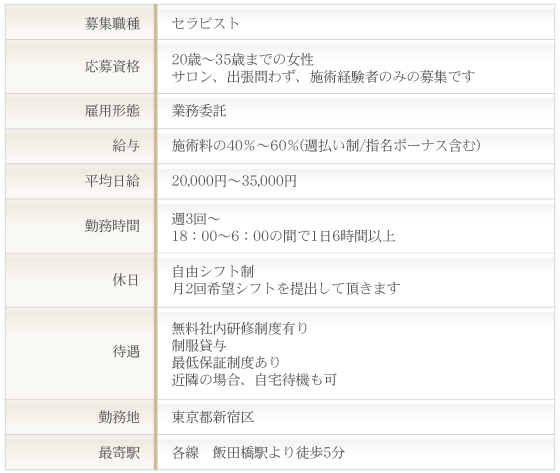 募集職種 セラピスト
応募資格 20歳～35歳までの女性
サロン、出張問わず、施術経験者のみの募集です
雇用形態 業務委託
給与 施術料の40％～60％(週払い制/指名ボーナス含む)
平均日給 20,000円～35,000円
勤務時間 週3回～
18：00～6：00の間で1日6時間以上
休日 自由シフト制
月2回希望シフトを提出して頂きます
待遇 無料社内研修制度有り
制服貸与
最低保証制度あり
近隣の場合、自宅待機も可
勤務地 東京都新宿区
最寄駅 各線　飯田橋駅より徒歩5分